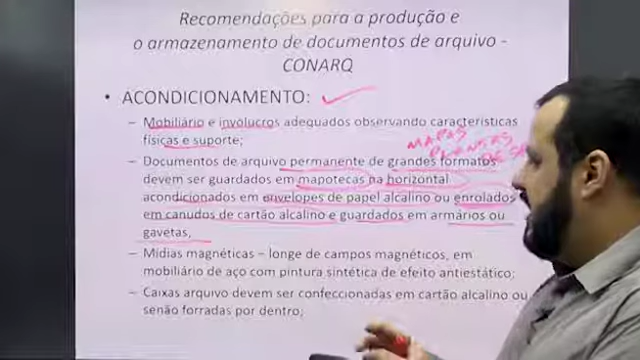 Recomendações para a produção e
o armazenamento de documentos de arquivo -
CONARQ
• ACONDICIONAMENTO:
– Mobiliário e invólucros adequados observando características
físicas e suporte;
MAPAS
PLANTAS
– Documentos de arquivo permanente de grandes formatos
devem ser guardados em mapotecas na horizontal
acondicionados em envelopes de papel alcalino ou enrolados
em canudos de cartão alcalino e guardados em armários ou
gavetas,
– Mídias magnéticas – longe de campos magnéticos, em
mobiliário de aço com pintura sintética de efeito antiestático;
– Caixas arquivo devem ser confeccionadas em cartão alcalino ou
senão forradas por dentro;